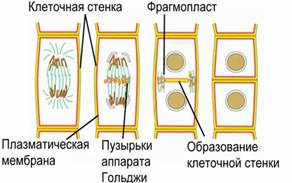 Клеточная стенка
Фрагмопласт
Плазматическая
мембрана
Пузырьки
аппарата
Гольджи
Образование
клеточной стенки